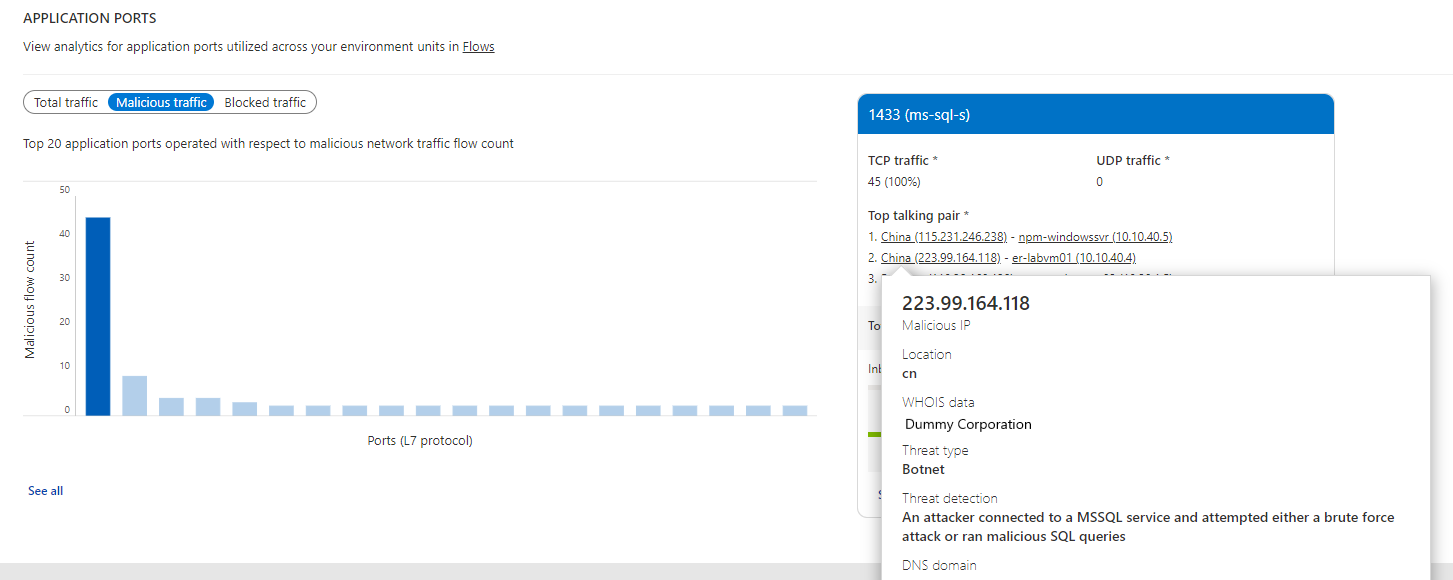 APPLICATION PORTS
View analytics for application ports utilized across your environment units in Flows
Total traffic Malicious traffic Blocked traffic
Top 20 application ports operated with respect to malicious network traffic flow count
Malicious flow count
50
40
30
20
10
0
Ports (L7 protocol)
See all
1433 (ms-sql-s)
TCP traffic * UDP traffic *
45 (100%) 0
Top talking pair *
1. China (115.231.246.238) - npm-windowssvr (10.10.40.5)
2. China (223.99.164.118) - er-labvm01 (10.10.40.4)
3.
To
Inb
223.99.164.118
Malicious IP
Location
cn
WHOIS data
Dummy Corporation
Threat type
Botnet
Threat detection
An attacker connected to a MSSQL service and attempted either a brute force
attack or ran malicious SQL queries
DNS domain